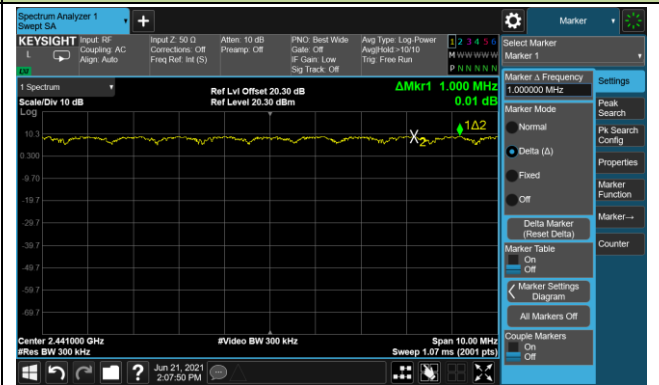 Spectrum Analyzer 1
Swept SA
Marker
KEYSIGHT
L
Input: RF
Coupling: AC
Align: Auto
Input Z: 50 Ω
Corrections: Off
Freq Ref: Int (S)
Atten: 10 dB
Preamp: Off
PNO: Best Wide
Gate: Off
IF Gain: Low
Sig Track: Off
Avg Type: Log-Power
Avg|Hold >10/10
Trig: Free Run
1 2 3 4 5 6
M W W W W W
P N N N N N
Select Marker
Marker 1
1 Spectrum
Scale/Div 10 dB
Log
Ref Lvl Offset 20.30 dB
Ref Level 20.30 dBm
ΔMkr1 1.000 MHz
0.01 dB
10.3
0.300
-9.70
-19.7
-29.7
-39.7
-49.7
-59.7
-69.7
1Δ2
X2
Center 2.441000 GHz
#Res BW 300 kHz
#Video BW 300 kHz
Span 10.00 MHz
Sweep 1.07 ms (2001 pts)
Marker Δ Frequency
1.000000 MHz
Marker Mode
Normal
Delta (Δ)
Fixed
Off
Delta Marker
(Reset Delta)
Marker Table
On
Off
Marker Settings
Diagram
All Markers Off
Couple Markers
On
Off
Settings
Peak
Search
Pk Search
Config
Properties
Marker
Function
Marker→
Counter
Jun 21, 2021
2:07:50 PM